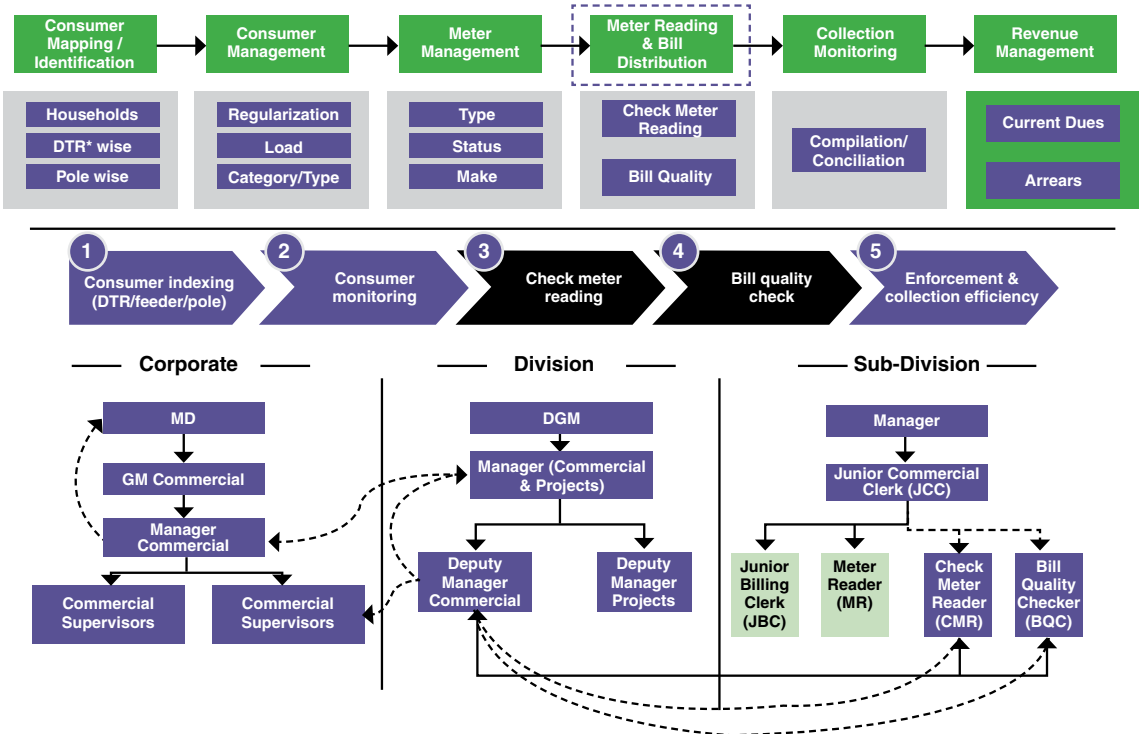 Consumer
Mapping /
Identification
Consumer
Management
Meter
Management
Meter Reading
& Bill
Distribution
Collection
Monitoring
Revenue
Management
Households
DTR* wise
Pole wise
Regularization
Load
Category/Type
Type
Status
Make
Check Meter
Reading
Bill Quality
Compilation/
Conciliation
Current Dues
Arrears
1
Consumer indexing
(DTR/feeder/pole)
2
Consumer
monitoring
3
Check meter
reading
4
Bill quality
check
5
Enforcement &
collection efficiency
Corporate
MD
GM Commercial
Manager
Commercial
Commercial
Supervisors
Commercial
Supervisors
Division
DGM
Manager (Commercial
& Projects)
Deputy
Manager
Commercial
Deputy
Manager
Projects
Sub-Division
Manager
Junior Commercial
Clerk (JCC)
Junior
Billing
Clerk
(JBC)
Meter
Reader
(MR)
Check
Meter
Reader
(CMR)
Bill
Quality
Checker
(BQC)